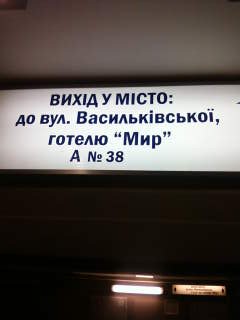 ВИХІД У МІСТО:
до вул. Васильківської,
готелю “Мир”
А № 38